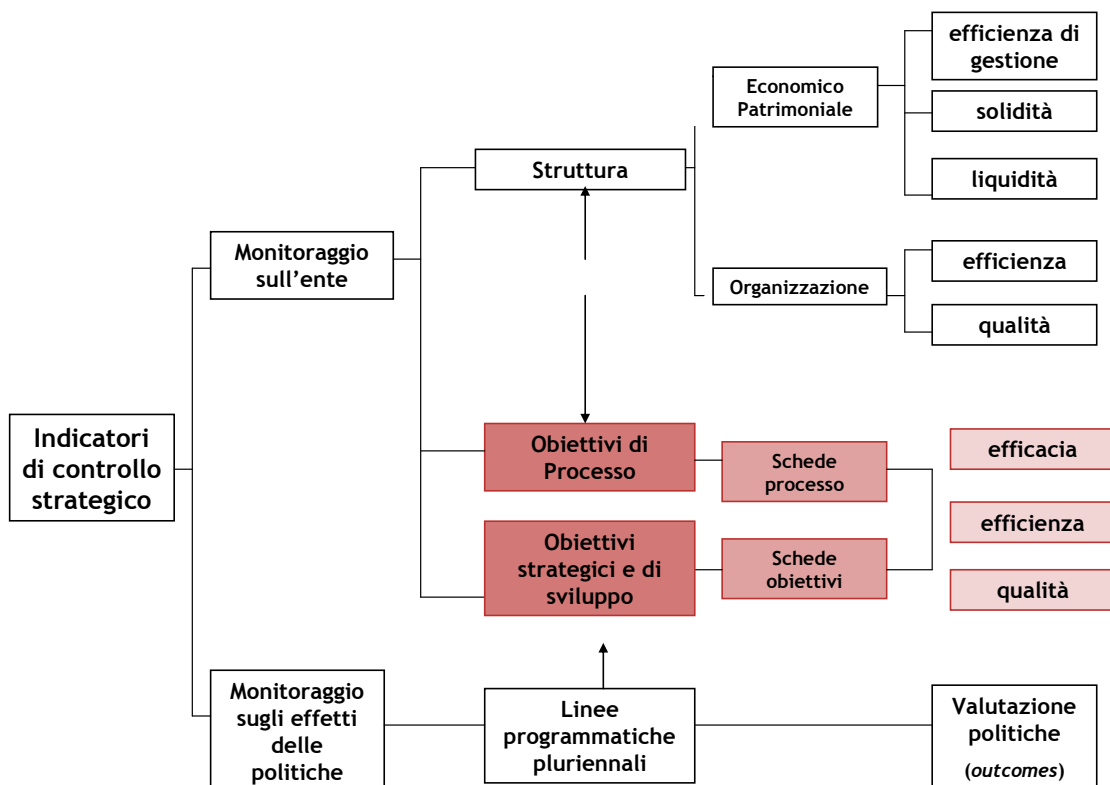 efficienza di
gestione
Economico
Patrimoniale
solidità
Struttura
liquidità
Monitoraggio
sull'ente
efficienza
Organizzazione
qualità
Indicatori
di controllo
strategico
Obiettivi di
Processo
Schede
processo
efficacia
efficienza
Obiettivi
strategici e di
sviluppo
Schede
obiettivi
qualità
Monitoraggio
sugli effetti
delle
politiche
Linee
programmatiche
pluriennali
Valutazione
politiche
(outcomes)